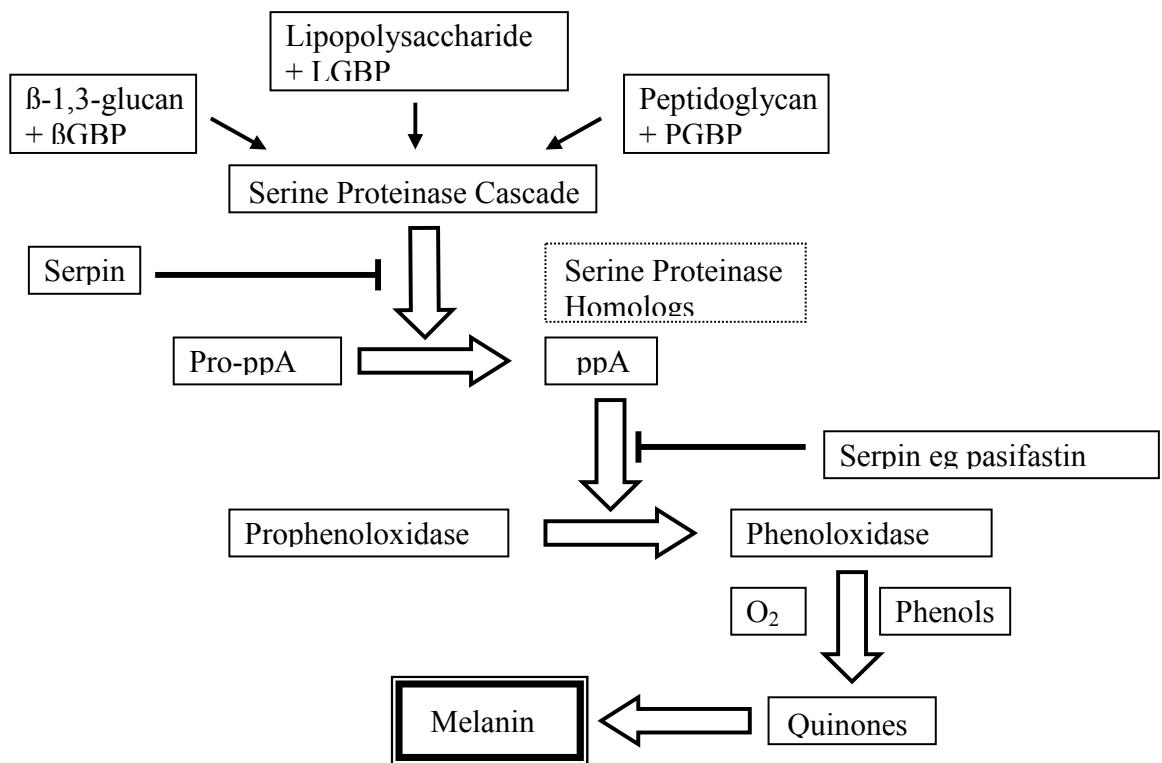 Lipopolysaccharide
+ LGBP
ß-1,3-glucan
+ ßGBP
Peptidoglycan
+ PGBP
Serine Proteinase Cascade
Serpin
Serine Proteinase
Homologs
Pro-ppA
ppA
Serpin eg pasifastin
Prophenoloxidase
Phenoloxidase
O₂
Phenols
Melanin
Quinones